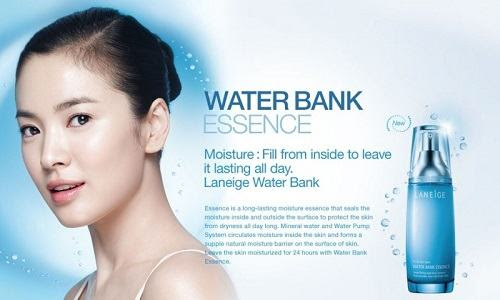 WATER BANK
ESSENCE
New
Moisture : Fill from inside to leave
it lasting all day.
Laneige Water Bank
Essence is a long-lasting moisture essence that seals the
moisture inside and outside the surface to protect the skin
from dryness all day long. Mineral water and Water Pump
System circulates moisture inside the skin and forms a
supple natural moisture barrier on the surface of skin.
Leave the skin moisturized for 24 hours with Water Bank
Essence.
LANEIGE
WATER BANK ESSENCE